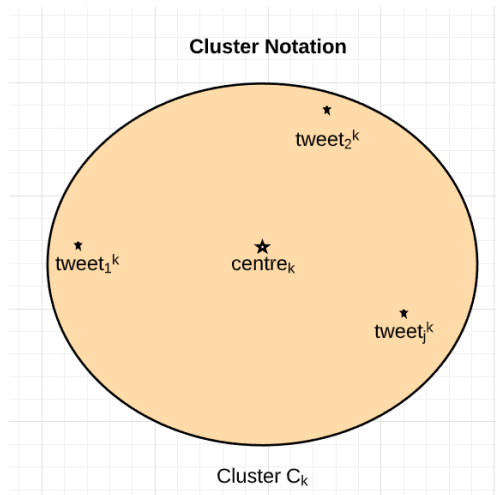 Cluster Notation
tweet₂ᵏ
tweet₁ᵏ
centreₖ
tweetⱼᵏ
Cluster Cₖ